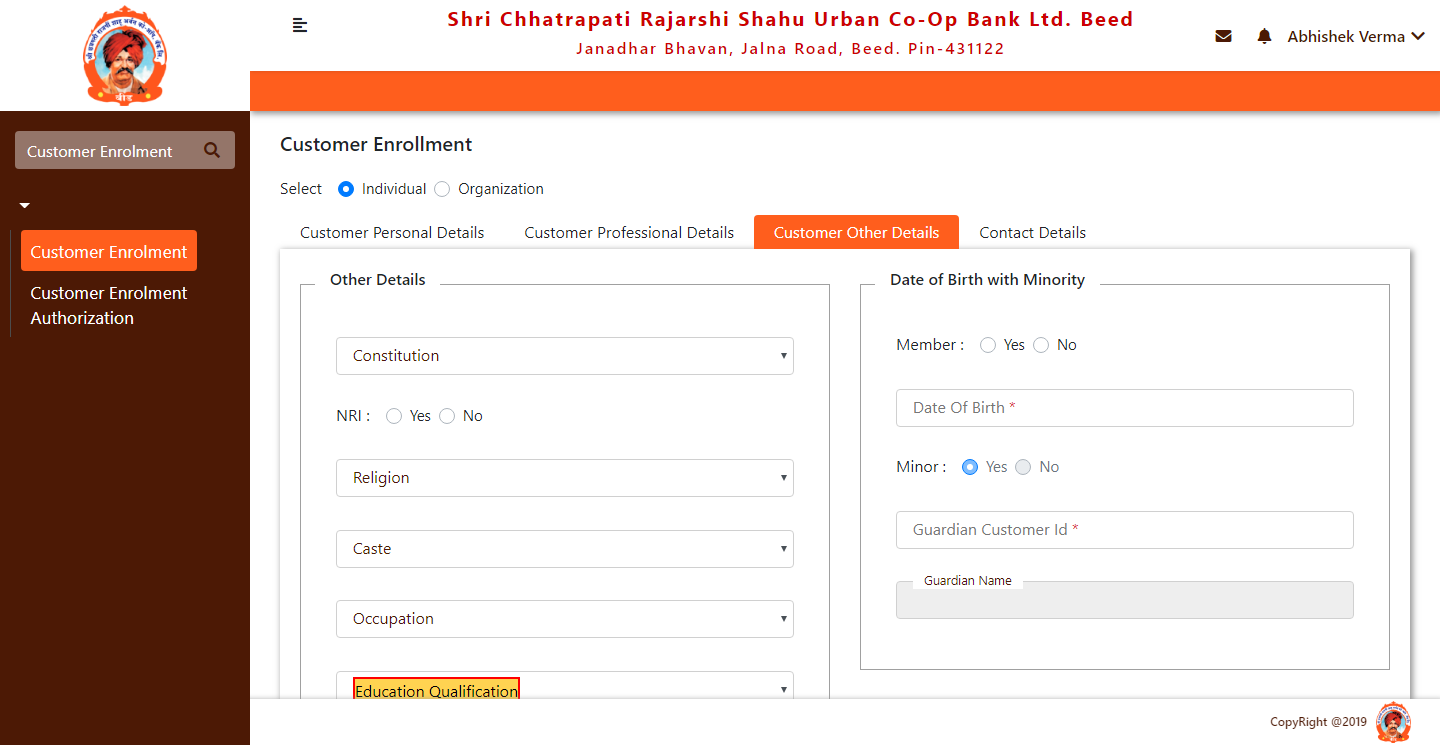 Shri Chhatrapati Rajarshi Shahu Urban Co-Op Bank Ltd. Beed
Janadhar Bhavan, Jalna Road, Beed. Pin-431122
Abhishek Verma
बीड
Customer Enrolment
Customer Enrolment
Customer Enrolment
Authorization
Customer Enrollment
Select Individual Organization
Customer Personal Details Customer Professional Details Customer Other Details Contact Details
Other Details
Constitution
NRI : Yes No
Religion
Caste
Occupation
Education Qualification
Date of Birth with Minority
Member : Yes No
Date Of Birth *
Minor : Yes No
Guardian Customer Id *
Guardian Name
CopyRight @2019